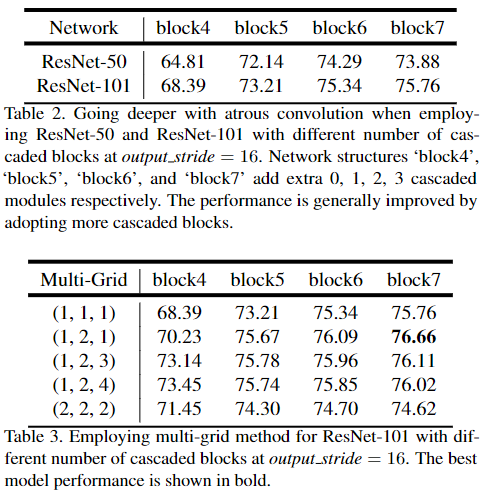 Network block4 block5 block6 block7
ResNet-50 64.81 72.14 74.29 73.88
ResNet-101 68.39 73.21 75.34 75.76
Table 2. Going deeper with atrous convolution when employ-
ing ResNet-50 and ResNet-101 with different number of cas-
caded blocks at output_stride = 16. Network structures ‘block4’,
‘block5’, ‘block6’, and ‘block7’ add extra 0, 1, 2, 3 cascaded
modules respectively. The performance is generally improved by
adopting more cascaded blocks.
Multi-Grid block4 block5 block6 block7
(1, 1, 1) 68.39 73.21 75.34 75.76
(1, 2, 1) 70.23 75.67 76.09 76.66
(1, 2, 3) 73.14 75.78 75.96 76.11
(1, 2, 4) 73.45 75.74 75.85 76.02
(2, 2, 2) 71.45 74.30 74.70 74.62
Table 3. Employing multi-grid method for ResNet-101 with dif-
ferent number of cascaded blocks at output_stride = 16. The best
model performance is shown in bold.